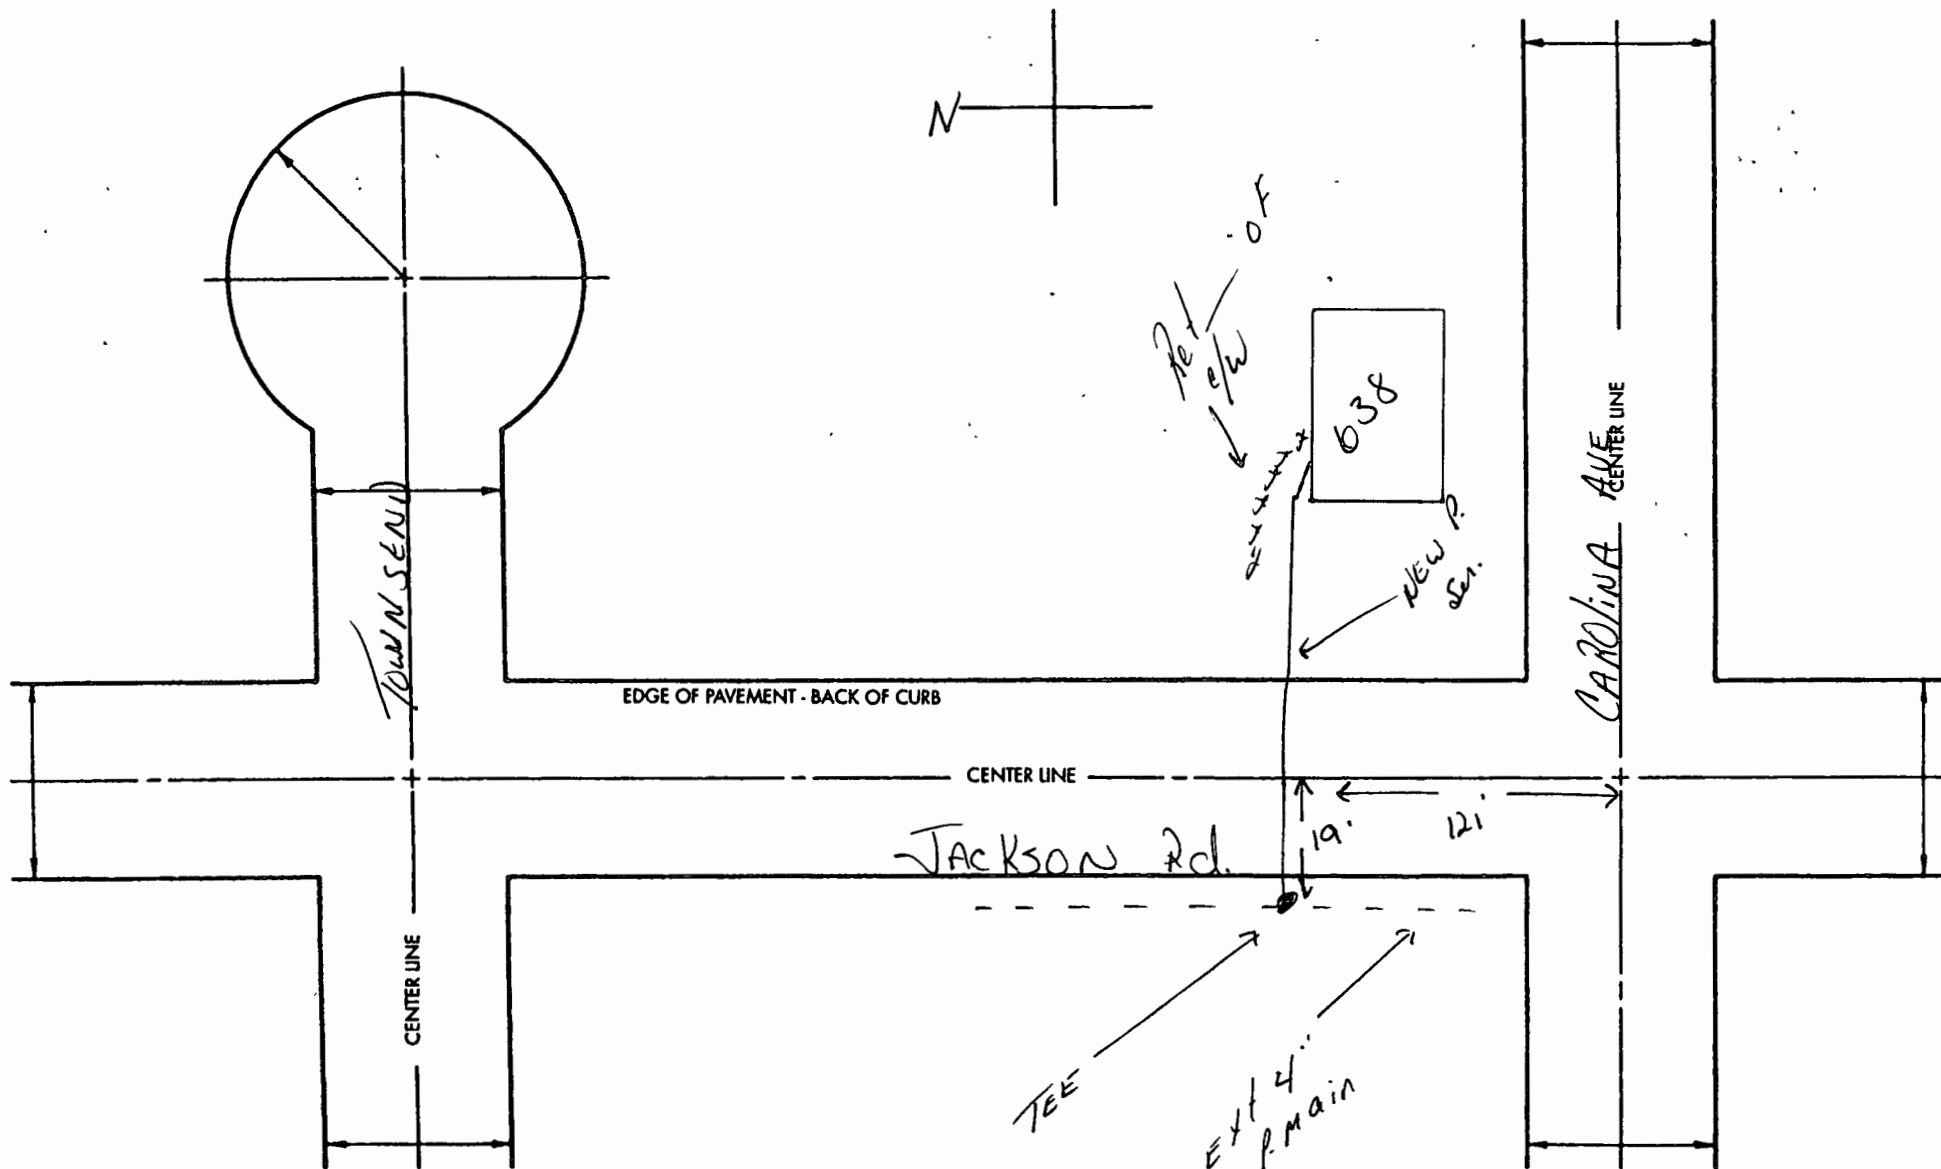 N
Ret - OF
c/w
638
CENTER LINE
CAROLINA AVE
TOWNSEND
NEW P.
Ser.
EDGE OF PAVEMENT - BACK OF CURB
CENTER LINE
19'
121'
JACKSON Rd.
CENTER LINE
TEE
Ext 4"
P. Main